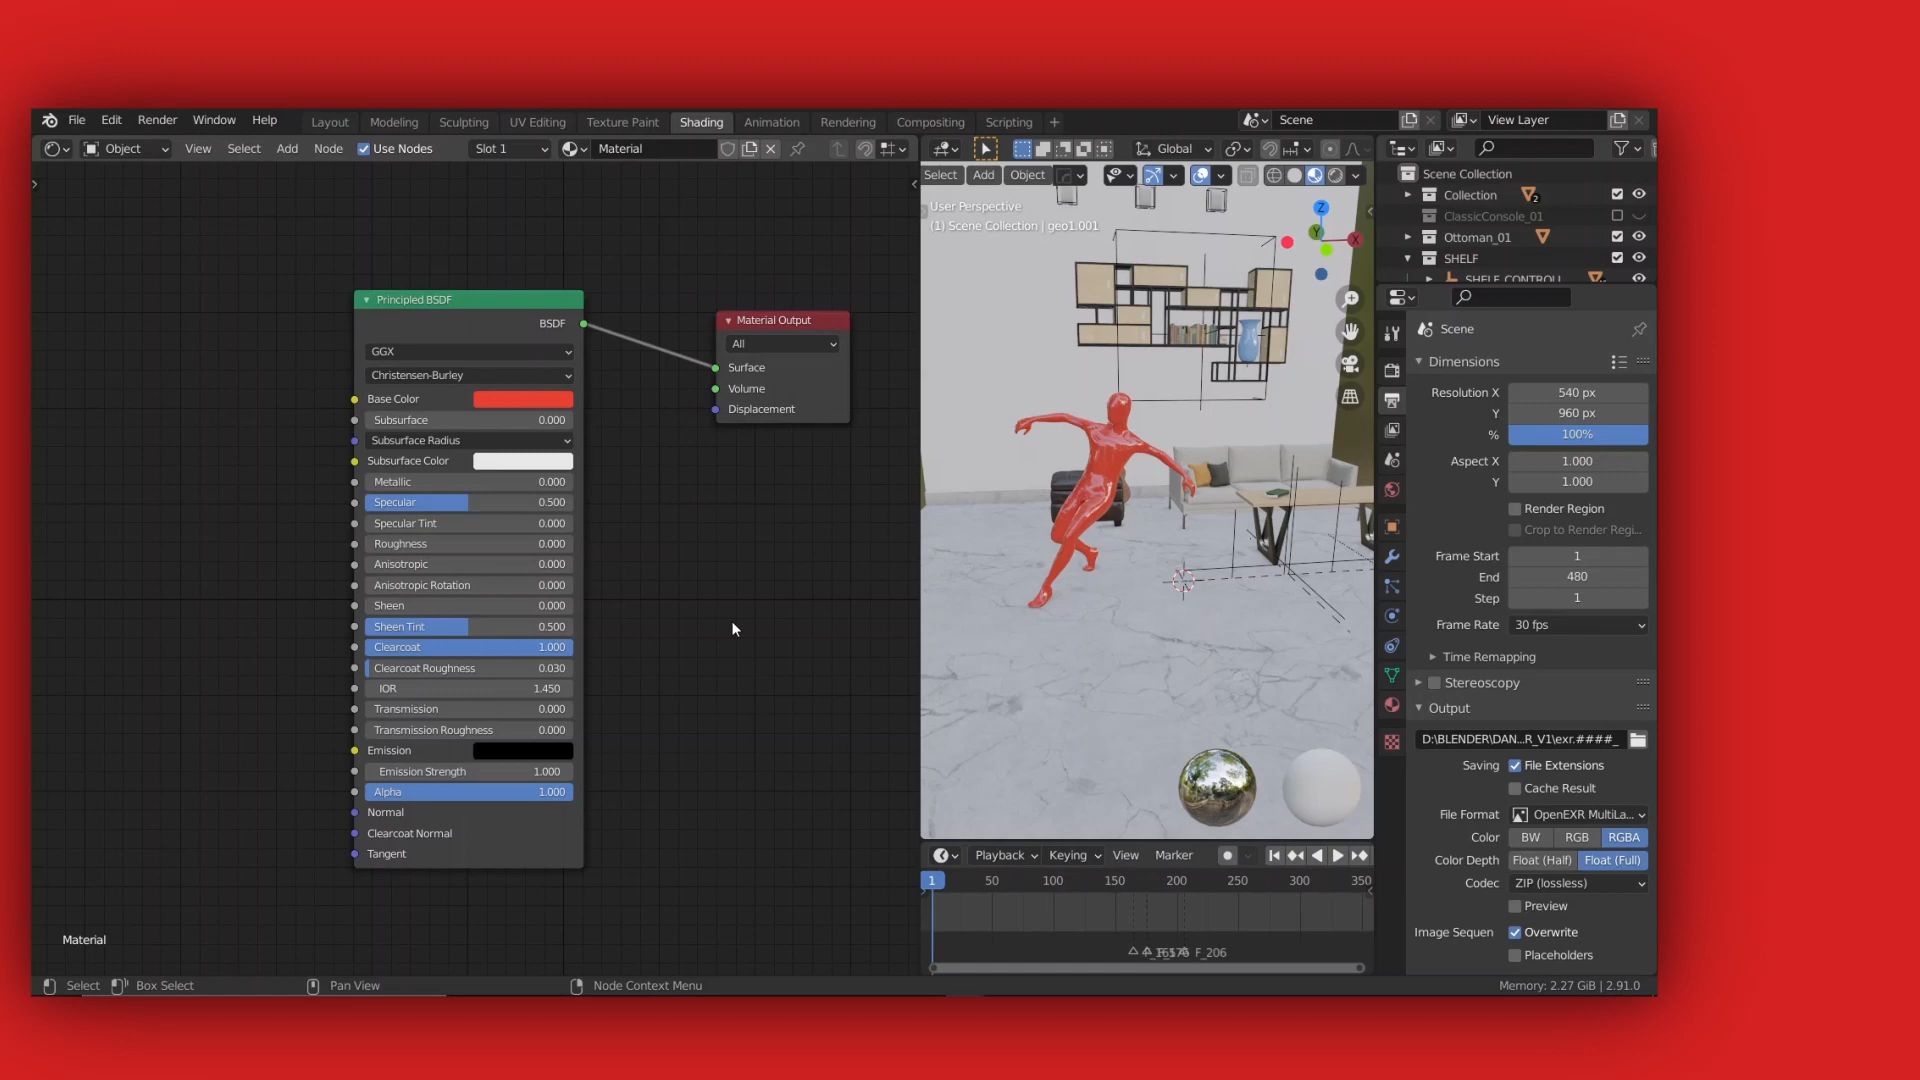 File Edit Render Window Help Layout Modeling Sculpting UV Editing Texture Paint Shading Animation Rendering Compositing Scripting + Scene View Layer
Object View Select Add Node Use Nodes Slot 1 Material
Principled BSDF
BSDF
GGX
Christensen-Burley
Base Color
Subsurface 0.000
Subsurface Radius
Subsurface Color
Metallic 0.000
Specular 0.500
Specular Tint 0.000
Roughness 0.000
Anisotropic 0.000
Anisotropic Rotation 0.000
Sheen 0.000
Sheen Tint 0.500
Clearcoat 1.000
Clearcoat Roughness 0.030
IOR 1.450
Transmission 0.000
Transmission Roughness 0.000
Emission
Emission Strength 1.000
Alpha 1.000
Normal
Clearcoat Normal
Tangent
Material Output
All
Surface
Volume
Displacement
Material
Global
Select Add Object
User Perspective
(1) Scene Collection | geo1.001
Z
Y
X
Playback Keying View Marker
1 50 100 150 200 250 300 350
F_206
Scene Collection
Collection 2
ClassicConsole_01
Ottoman_01
SHELF
SHELF_CONTROLL
Scene
Dimensions
Resolution X 540 px
Y 960 px
% 100%
Aspect X 1.000
Y 1.000
Render Region
Crop to Render Regi...
Frame Start 1
End 480
Step 1
Frame Rate 30 fps
Time Remapping
Stereoscopy
Output
D:\BLENDER\DAN...R_V1\exr.####_
Saving File Extensions
Cache Result
File Format OpenEXR MultiLa...
Color BW RGB RGBA
Color Depth Float (Half) Float (Full)
Codec ZIP (lossless)
Preview
Image Sequen Overwrite
Placeholders
Select Box Select Pan View Node Context Menu Memory: 2.27 GiB | 2.91.0